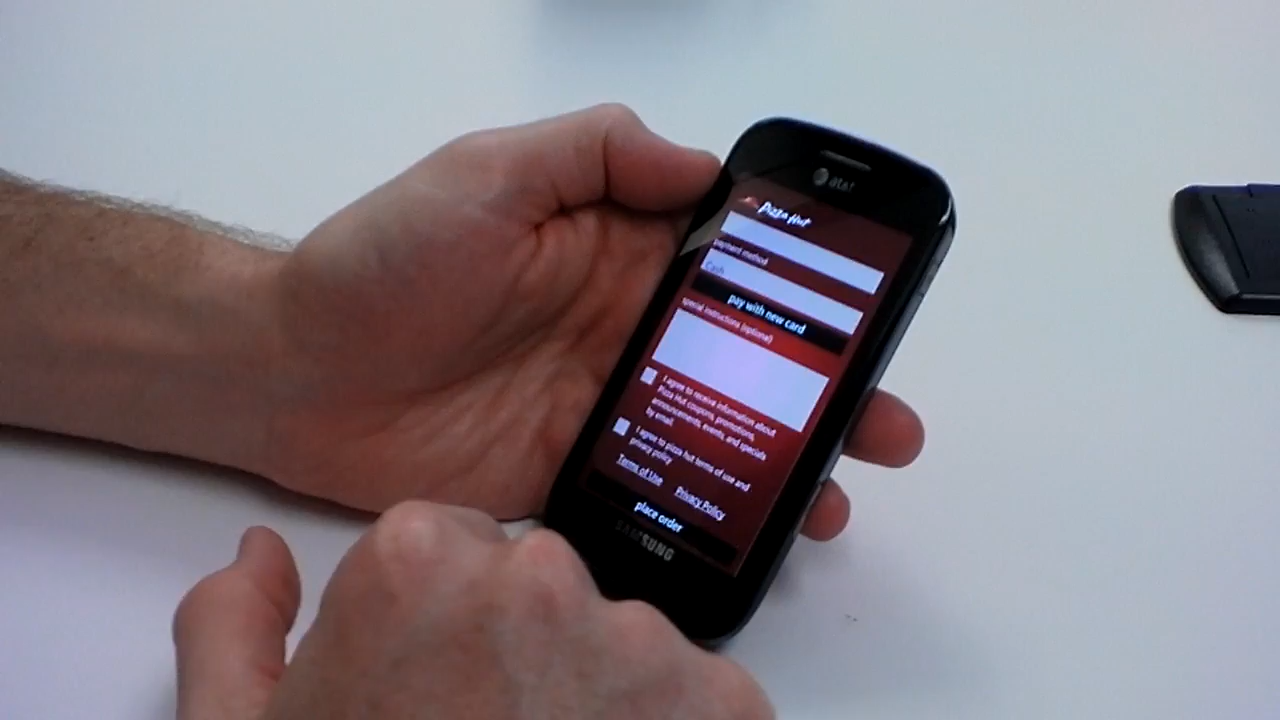 at&t
Pizza Hut
payment method
Cash
pay with new card
special instructions (optional)
I agree to receive information about
Pizza Hut coupons, promotions,
announcements, events, and specials
by email.
I agree to pizza hut terms of use and
privacy policy
Terms of Use Privacy Policy
place order
SAMSUNG